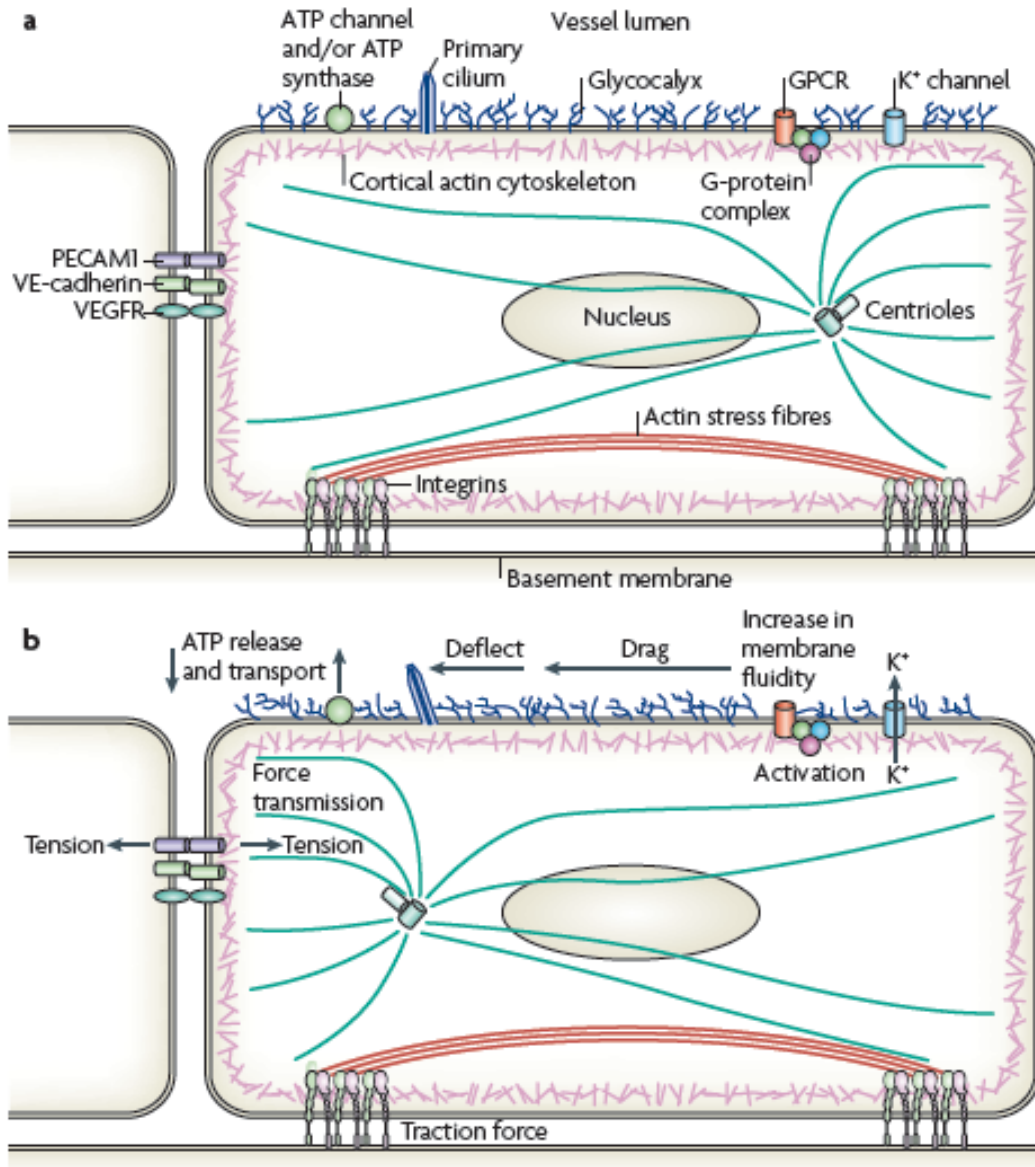 a
ATP channel
and/or ATP
synthase
Primary
cilium
Vessel lumen
Glycocalyx
GPCR
K⁺ channel
Cortical actin cytoskeleton
G-protein
complex
PECAM1
VE-cadherin
VEGFR
Nucleus
Centrioles
Actin stress fibres
Integrins
Basement membrane
b
ATP release
and transport
Deflect
Drag
Increase in
membrane
fluidity
K⁺
Force
transmission
Activation
K⁺
Tension
Tension
Traction force